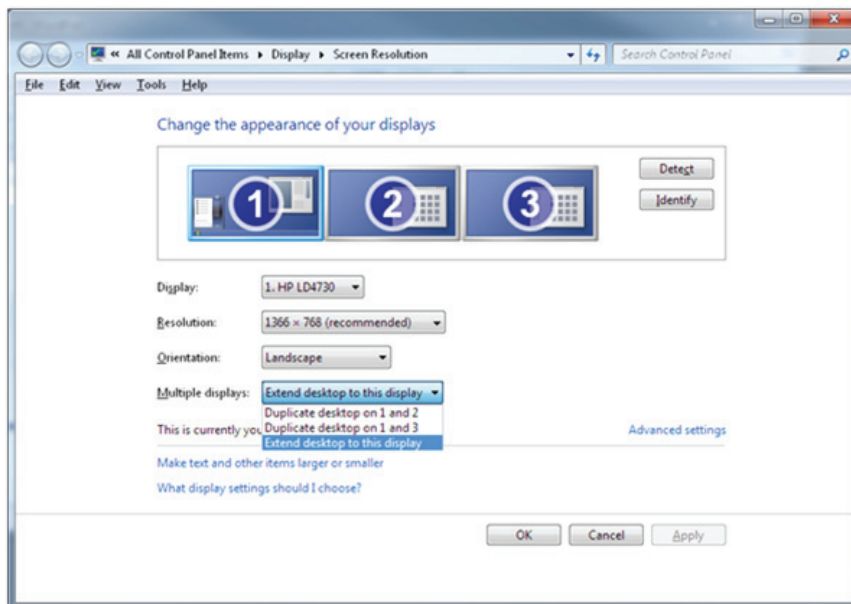 « All Control Panel Items ▸ Display ▸ Screen Resolution Search Control Panel
File Edit View Tools Help
Change the appearance of your displays
1 2 3
Detect
Identify
Display: 1. HP LD4730
Resolution: 1366 × 768 (recommended)
Orientation: Landscape
Multiple displays: Extend desktop to this display
Duplicate desktop on 1 and 2
Duplicate desktop on 1 and 3
This is currently you
Extend desktop to this display
Advanced settings
Make text and other items larger or smaller
What display settings should I choose?
OK Cancel Apply